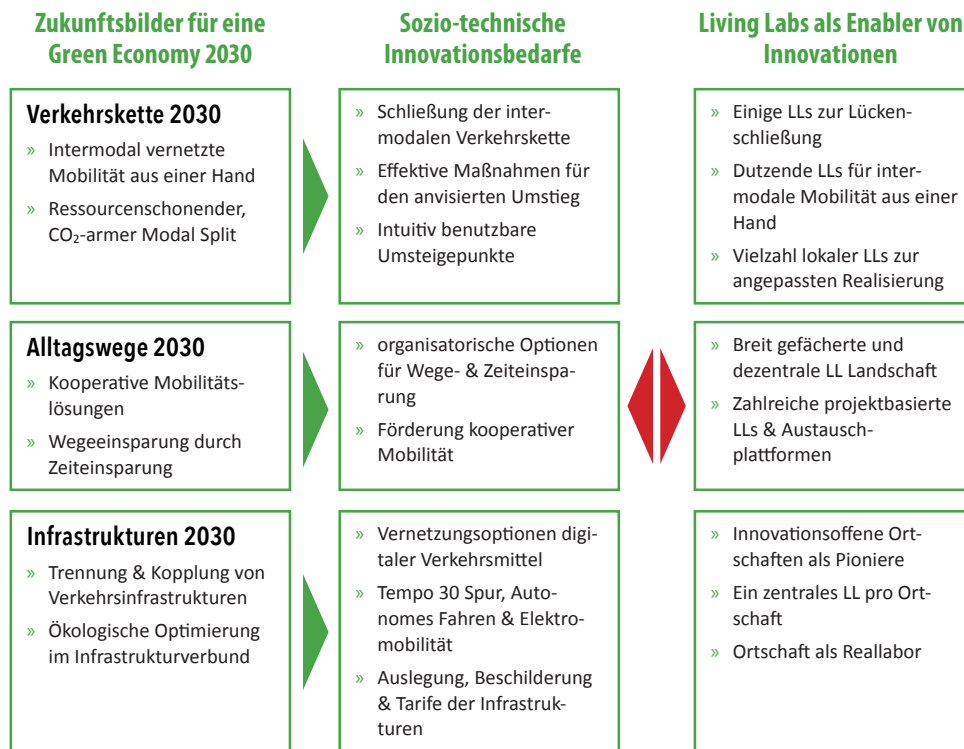 Zukunftsbilder für eine
Green Economy 2030
Sozio-technische
Innovationsbedarfe
Living Labs als Enabler von
Innovationen
Verkehrskette 2030
» Intermodal vernetzte
Mobilität aus einer Hand
» Ressourcenschonender,
CO₂-armer Modal Split
» Schließung der inter-
modalen Verkehrskette
» Effektive Maßnahmen für
den anvisierten Umstieg
» Intuitiv benutzbare
Umsteigepunkte
» Einige LLs zur Lücken-
schließung
» Dutzende LLs für inter-
modale Mobilität aus einer
Hand
» Vielzahl lokaler LLs zur
angepassten Realisierung
Alltagswege 2030
» Kooperative Mobilitäts-
lösungen
» Wegeeinsparung durch
Zeiteinsparung
» organisatorische Optionen
für Wege- & Zeiteinspa-
rung
» Förderung kooperativer
Mobilität
» Breit gefächerte und
dezentrale LL Landschaft
» Zahlreiche projektbasierte
LLs & Austausch-
plattformen
Infrastrukturen 2030
» Trennung & Kopplung von
Verkehrsinfrastrukturen
» Ökologische Optimierung
im Infrastrukturverbund
» Vernetzungsoptionen digi-
taler Verkehrsmittel
» Tempo 30 Spur, Auto-
nomes Fahren & Elektro-
mobilität
» Auslegung, Beschilderung
& Tarife der Infrastruk-
turen
» Innovationsoffene Ort-
schaften als Pioniere
» Ein zentrales LL pro Ort-
schaft
» Ortschaft als Reallabor